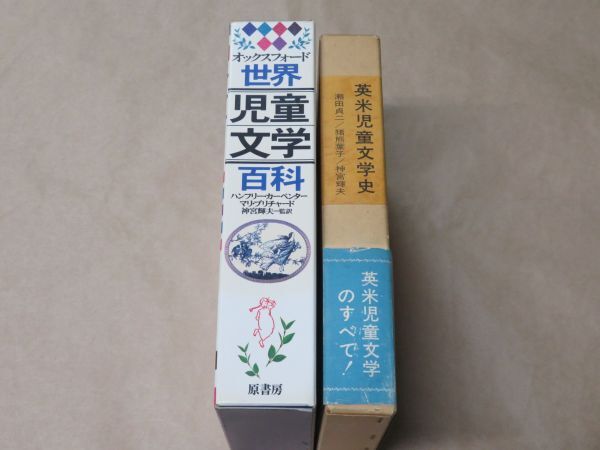 オックスフォード
世界
児童
文学
百科
ハンフリー・カーペンター
マリ・プリチャード
神宮輝夫=監訳
原書房
英米児童文学史
瀬田貞二/猪熊葉子/神宮輝夫
英米児童文学
のすべて!